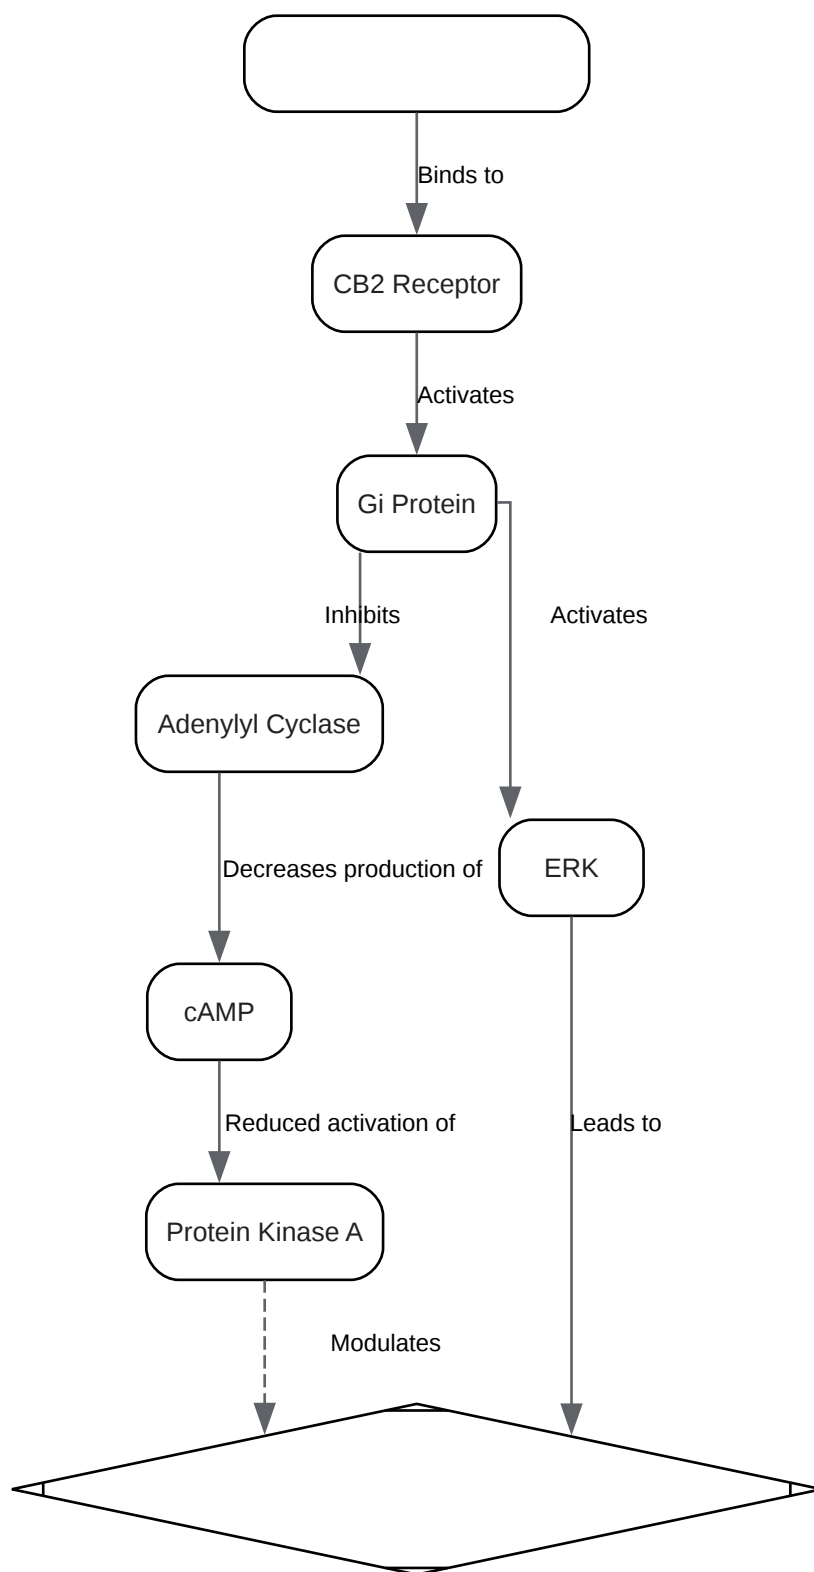 Binds to
CB2 Receptor
Activates
Gi Protein
Inhibits
Activates
Adenylyl Cyclase
Decreases production of
ERK
cAMP
Reduced activation of
Leads to
Protein Kinase A
Modulates